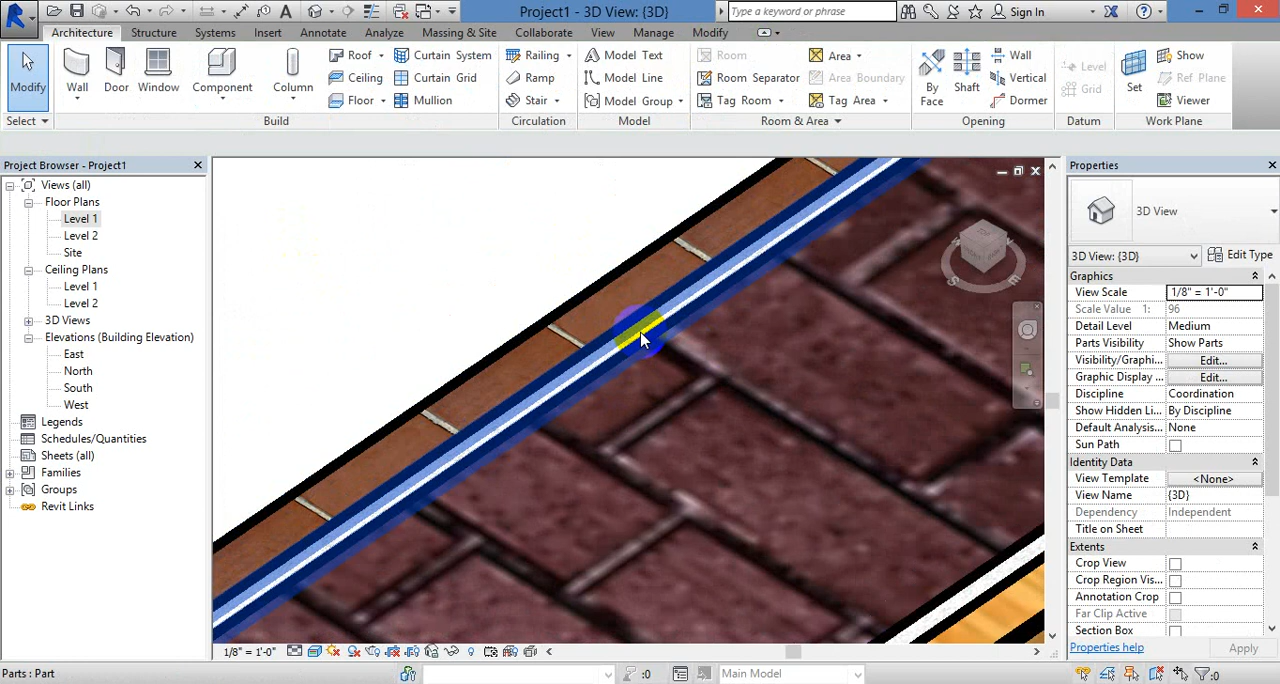 Project1 - 3D View: {3D}
Type a keyword or phrase
Sign In
Architecture Structure Systems Insert Annotate Analyze Massing & Site Collaborate View Manage Modify
Modify
Wall
Door
Window
Component
Column
Roof
Ceiling
Floor
Curtain System
Curtain Grid
Mullion
Railing
Ramp
Stair
Model Text
Model Line
Model Group
Room
Room Separator
Tag Room
Area
Area Boundary
Tag Area
By
Face
Shaft
Wall
Vertical
Dormer
Level
Grid
Set
Show
Ref Plane
Viewer
Select Build Circulation Model Room & Area Opening Datum Work Plane
Project Browser - Project1
Views (all)
Floor Plans
Level 1
Level 2
Site
Ceiling Plans
Level 1
Level 2
3D Views
Elevations (Building Elevation)
East
North
South
West
Legends
Schedules/Quantities
Sheets (all)
Families
Groups
Revit Links
Properties
3D View
3D View: {3D} Edit Type
Graphics
View Scale 1/8" = 1'-0"
Scale Value 1: 96
Detail Level Medium
Parts Visibility Show Parts
Visibility/Graphi... Edit...
Graphic Display ... Edit...
Discipline Coordination
Show Hidden Li... By Discipline
Default Analysis... None
Sun Path
Identity Data
View Template <None>
View Name {3D}
Dependency Independent
Title on Sheet
Extents
Crop View
Crop Region Vis...
Annotation Crop
Far Clip Active
Section Box
Properties help Apply
1/8" = 1'-0"
Parts : Part
:0
Main Model
:0